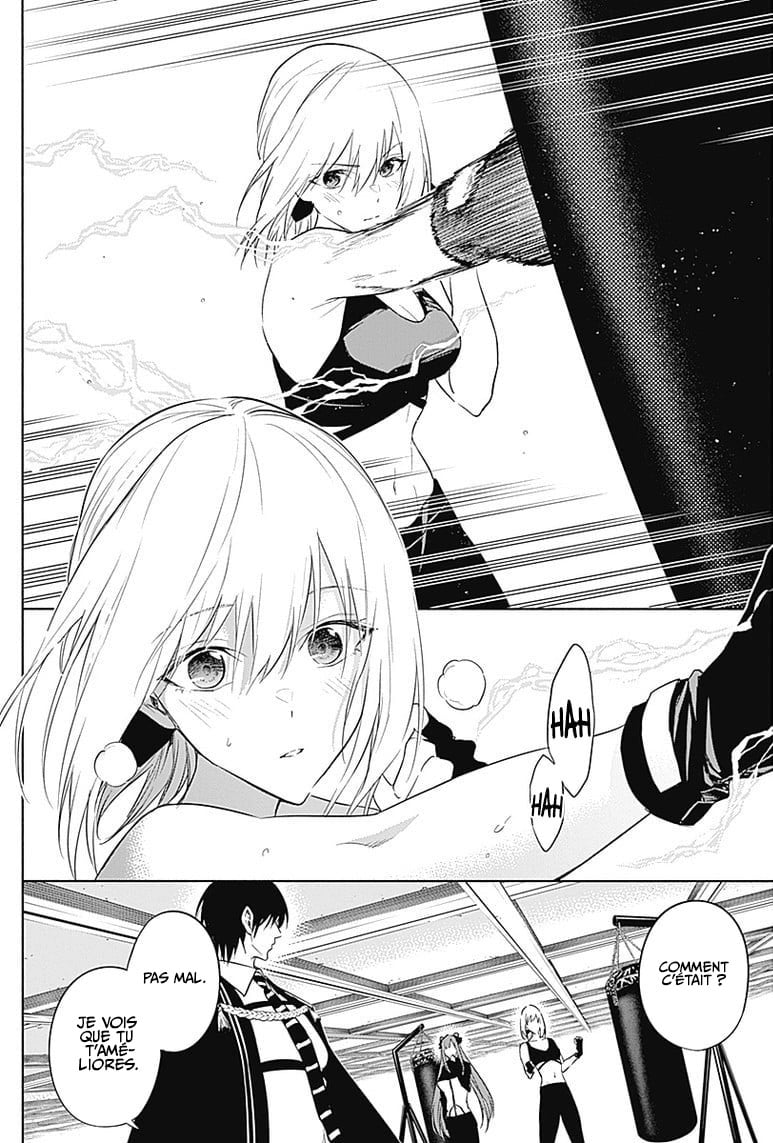 HAH
HAH
COMMENT
C'ÉTAIT ?
PAS MAL.
JE VOIS
QUE TU
T'AMÉ-
LIORES.